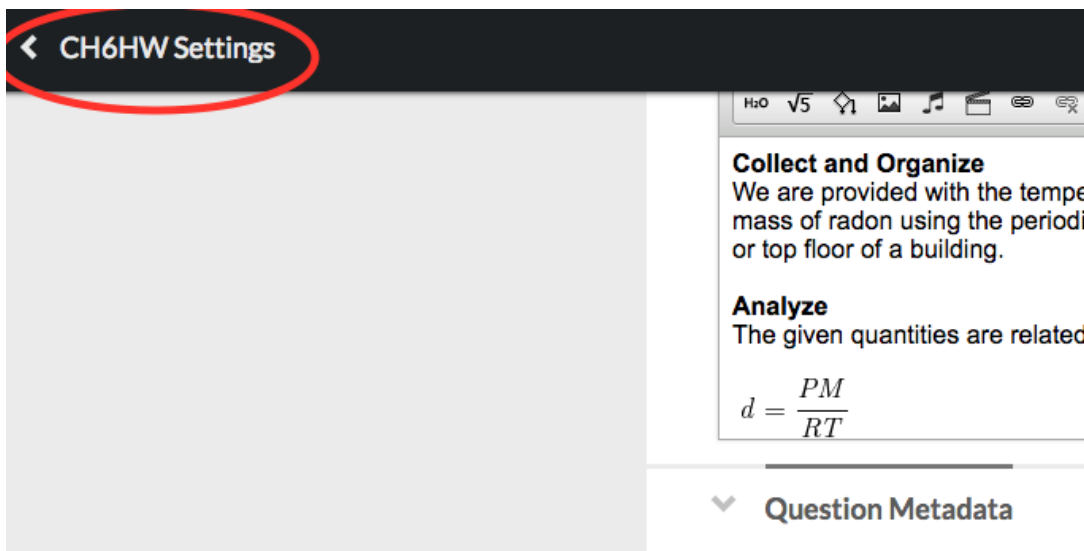 CH6HW Settings
H₂O √5
Collect and Organize
We are provided with the tempe
mass of radon using the periodi
or top floor of a building.
Analyze
The given quantities are related
d = PM/RT
Question Metadata